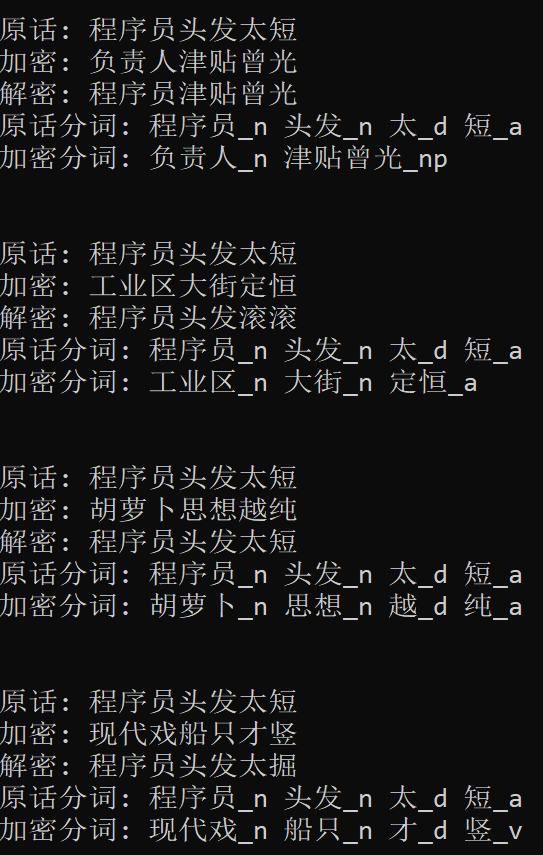 原话: 程序员头发太短
加密: 负责人津贴曾光
解密: 程序员津贴曾光
原话分词: 程序员_n 头发_n 太_d 短_a
加密分词: 负责人_n 津贴曾光_np
原话: 程序员头发太短
加密: 工业区大街定恒
解密: 程序员头发滚滚
原话分词: 程序员_n 头发_n 太_d 短_a
加密分词: 工业区_n 大街_n 定恒_a
原话: 程序员头发太短
加密: 胡萝卜思想越纯
解密: 程序员头发太短
原话分词: 程序员_n 头发_n 太_d 短_a
加密分词: 胡萝卜_n 思想_n 越_d 纯_a
原话: 程序员头发太短
加密: 现代戏船只才竖
解密: 程序员头发太掘
原话分词: 程序员_n 头发_n 太_d 短_a
加密分词: 现代戏_n 船只_n 才_d 竖_v